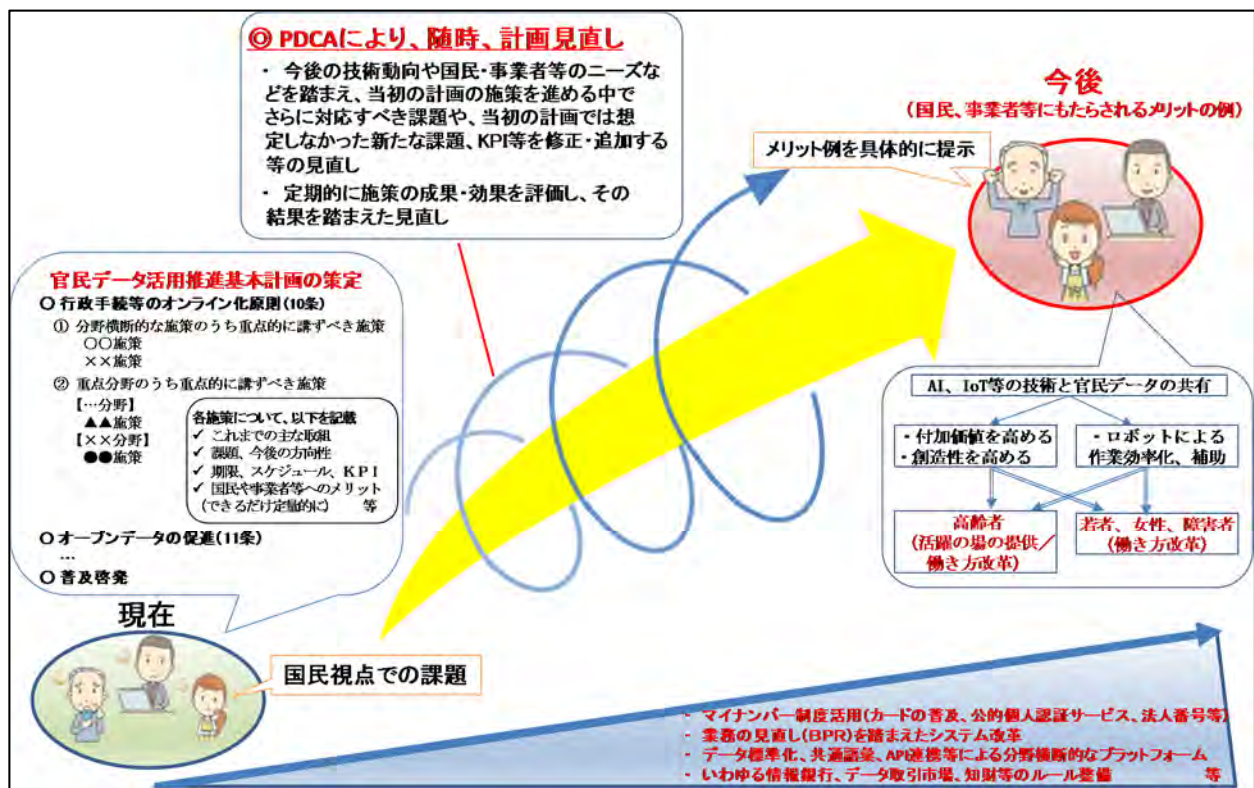 ◎ PDCAにより、随時、計画見直し
・ 今後の技術動向や国民・事業者等のニーズな
どを踏まえ、当初の計画の施策を進める中で
さらに対応すべき課題や、当初の計画では想
定しなかった新たな課題、KPI等を修正・追加する
等の見直し
・ 定期的に施策の成果・効果を評価し、その
結果を踏まえた見直し
今後
(国民、事業者等にもたらされるメリットの例)
メリット例を具体的に提示
官民データ活用推進基本計画の策定
○ 行政手続等のオンライン化原則(10条)
① 分野横断的な施策のうち重点的に講ずべき施策
○○施策
××施策
② 重点分野のうち重点的に講ずべき施策
【…分野】
▲▲施策
【××分野】
●●施策
各施策について、以下を記載
✓ これまでの主な取組
✓ 課題、今後の方向性
✓ 期限、スケジュール、KPI
✓ 国民や事業者等へのメリット
(できるだけ定量的に) 等
○ オープンデータの促進(11条)
…
○ 普及啓発
AI、IoT等の技術と官民データの共有
・付加価値を高める
・創造性を高める
・ロボットによる
作業効率化、補助
高齢者
(活躍の場の提供/
働き方改革)
若者、女性、障害者
(働き方改革)
現在
国民視点での課題
・ マイナンバー制度活用(カードの普及、公的個人認証サービス、法人番号等)
・ 業務の見直し(BPR)を踏まえたシステム改革
・ データ標準化、共通語彙、API連携等による分野横断的なプラットフォーム
・ いわゆる情報銀行、データ取引市場、知財等のルール整備 等